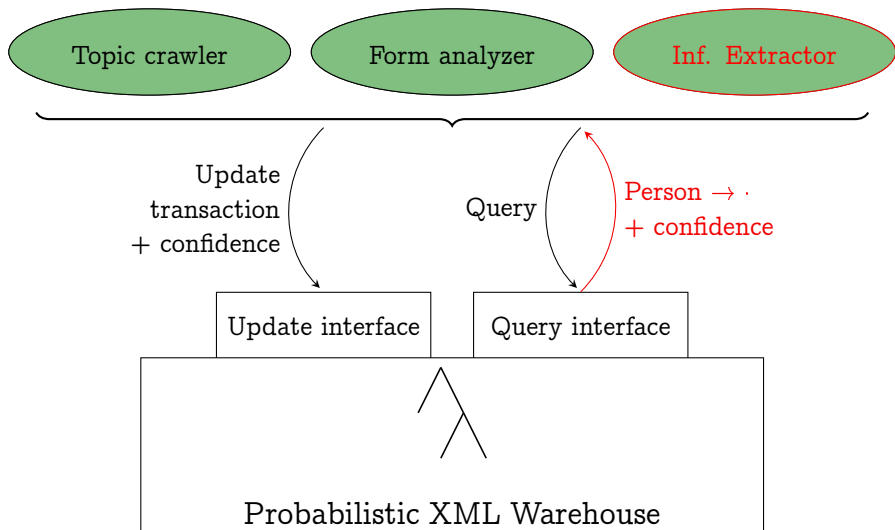 Topic crawler
Form analyzer
Inf. Extractor
Update
transaction
+ confidence
Query
Person → ·
+ confidence
Update interface
Query interface
Probabilistic XML Warehouse